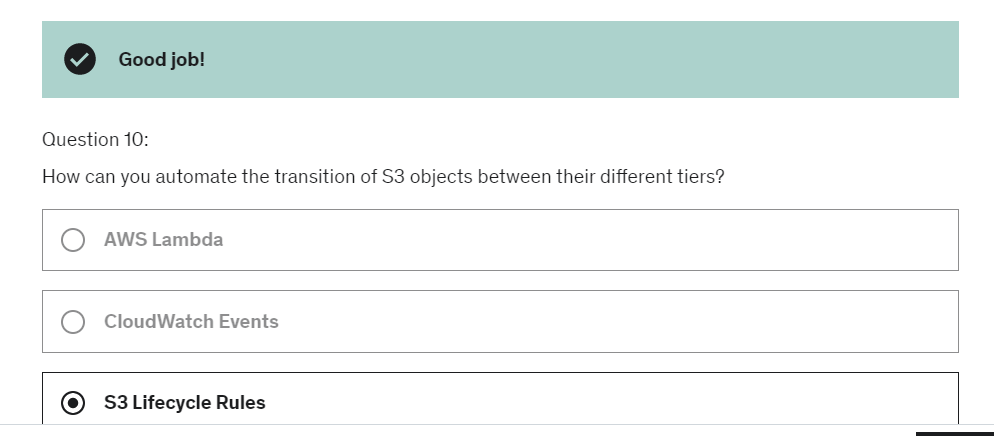 Good job!
Question 10:
How can you automate the transition of S3 objects between their different tiers?
AWS Lambda
CloudWatch Events
S3 Lifecycle Rules